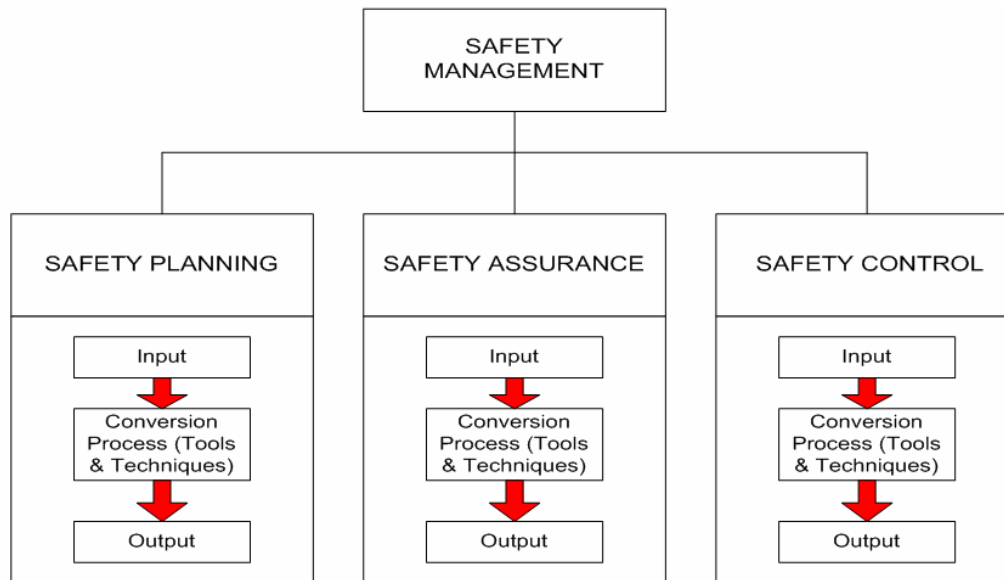 SAFETY
MANAGEMENT
SAFETY PLANNING
Input
Conversion
Process (Tools
& Techniques)
Output
SAFETY ASSURANCE
Input
Conversion
Process (Tools
& Techniques)
Output
SAFETY CONTROL
Input
Conversion
Process (Tools
& Techniques)
Output